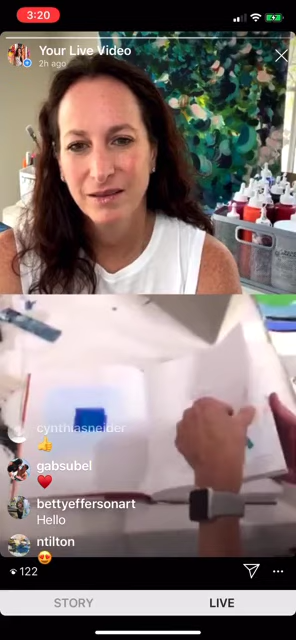 3:20
Your Live Video
2h ago
cynthiasneider
👍
gabsubel
❤️
bettyeffersonart
Hello
ntilton
😍
122
STORY LIVE